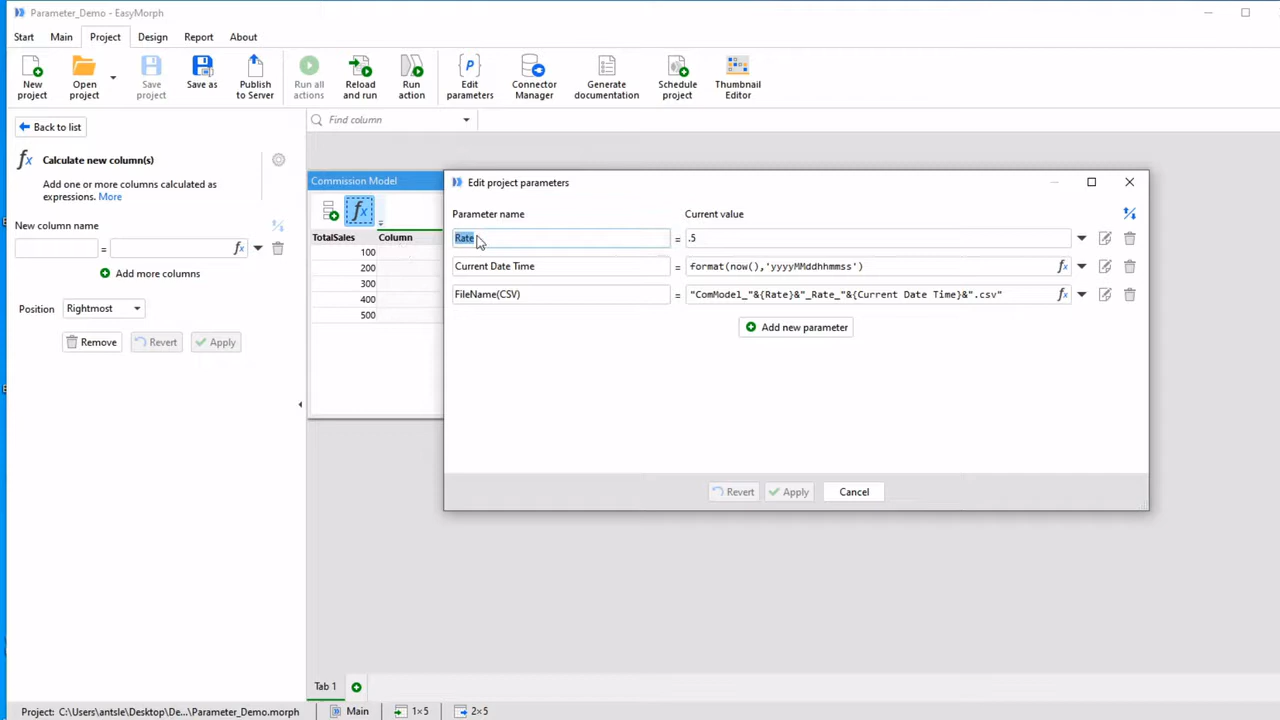 Parameter_Demo - EasyMorph
Start Main Project Design Report About
New project
Open project
Save project
Save as
Publish to Server
Run all actions
Reload and run
Run action
Edit parameters
Connector Manager
Generate documentation
Schedule project
Thumbnail Editor
Back to list
Find column
fx Calculate new column(s)
Add one or more columns calculated as
expressions. More
New column name
= fx
Add more columns
Position Rightmost
Remove Revert Apply
Commission Model
fx
TotalSales Column
100
200
300
400
500
Edit project parameters
Parameter name Current value
Rate = .5
Current Date Time = format(now(),'yyyyMMddhhmmss') fx
FileName(CSV) = "ComModel_"&{Rate}&"_Rate_"&{Current Date Time}&".csv" fx
Add new parameter
Revert Apply Cancel
Tab 1
Project: C:\Users\antsle\Desktop\De...\Parameter_Demo.morph Main 1×5 2×5